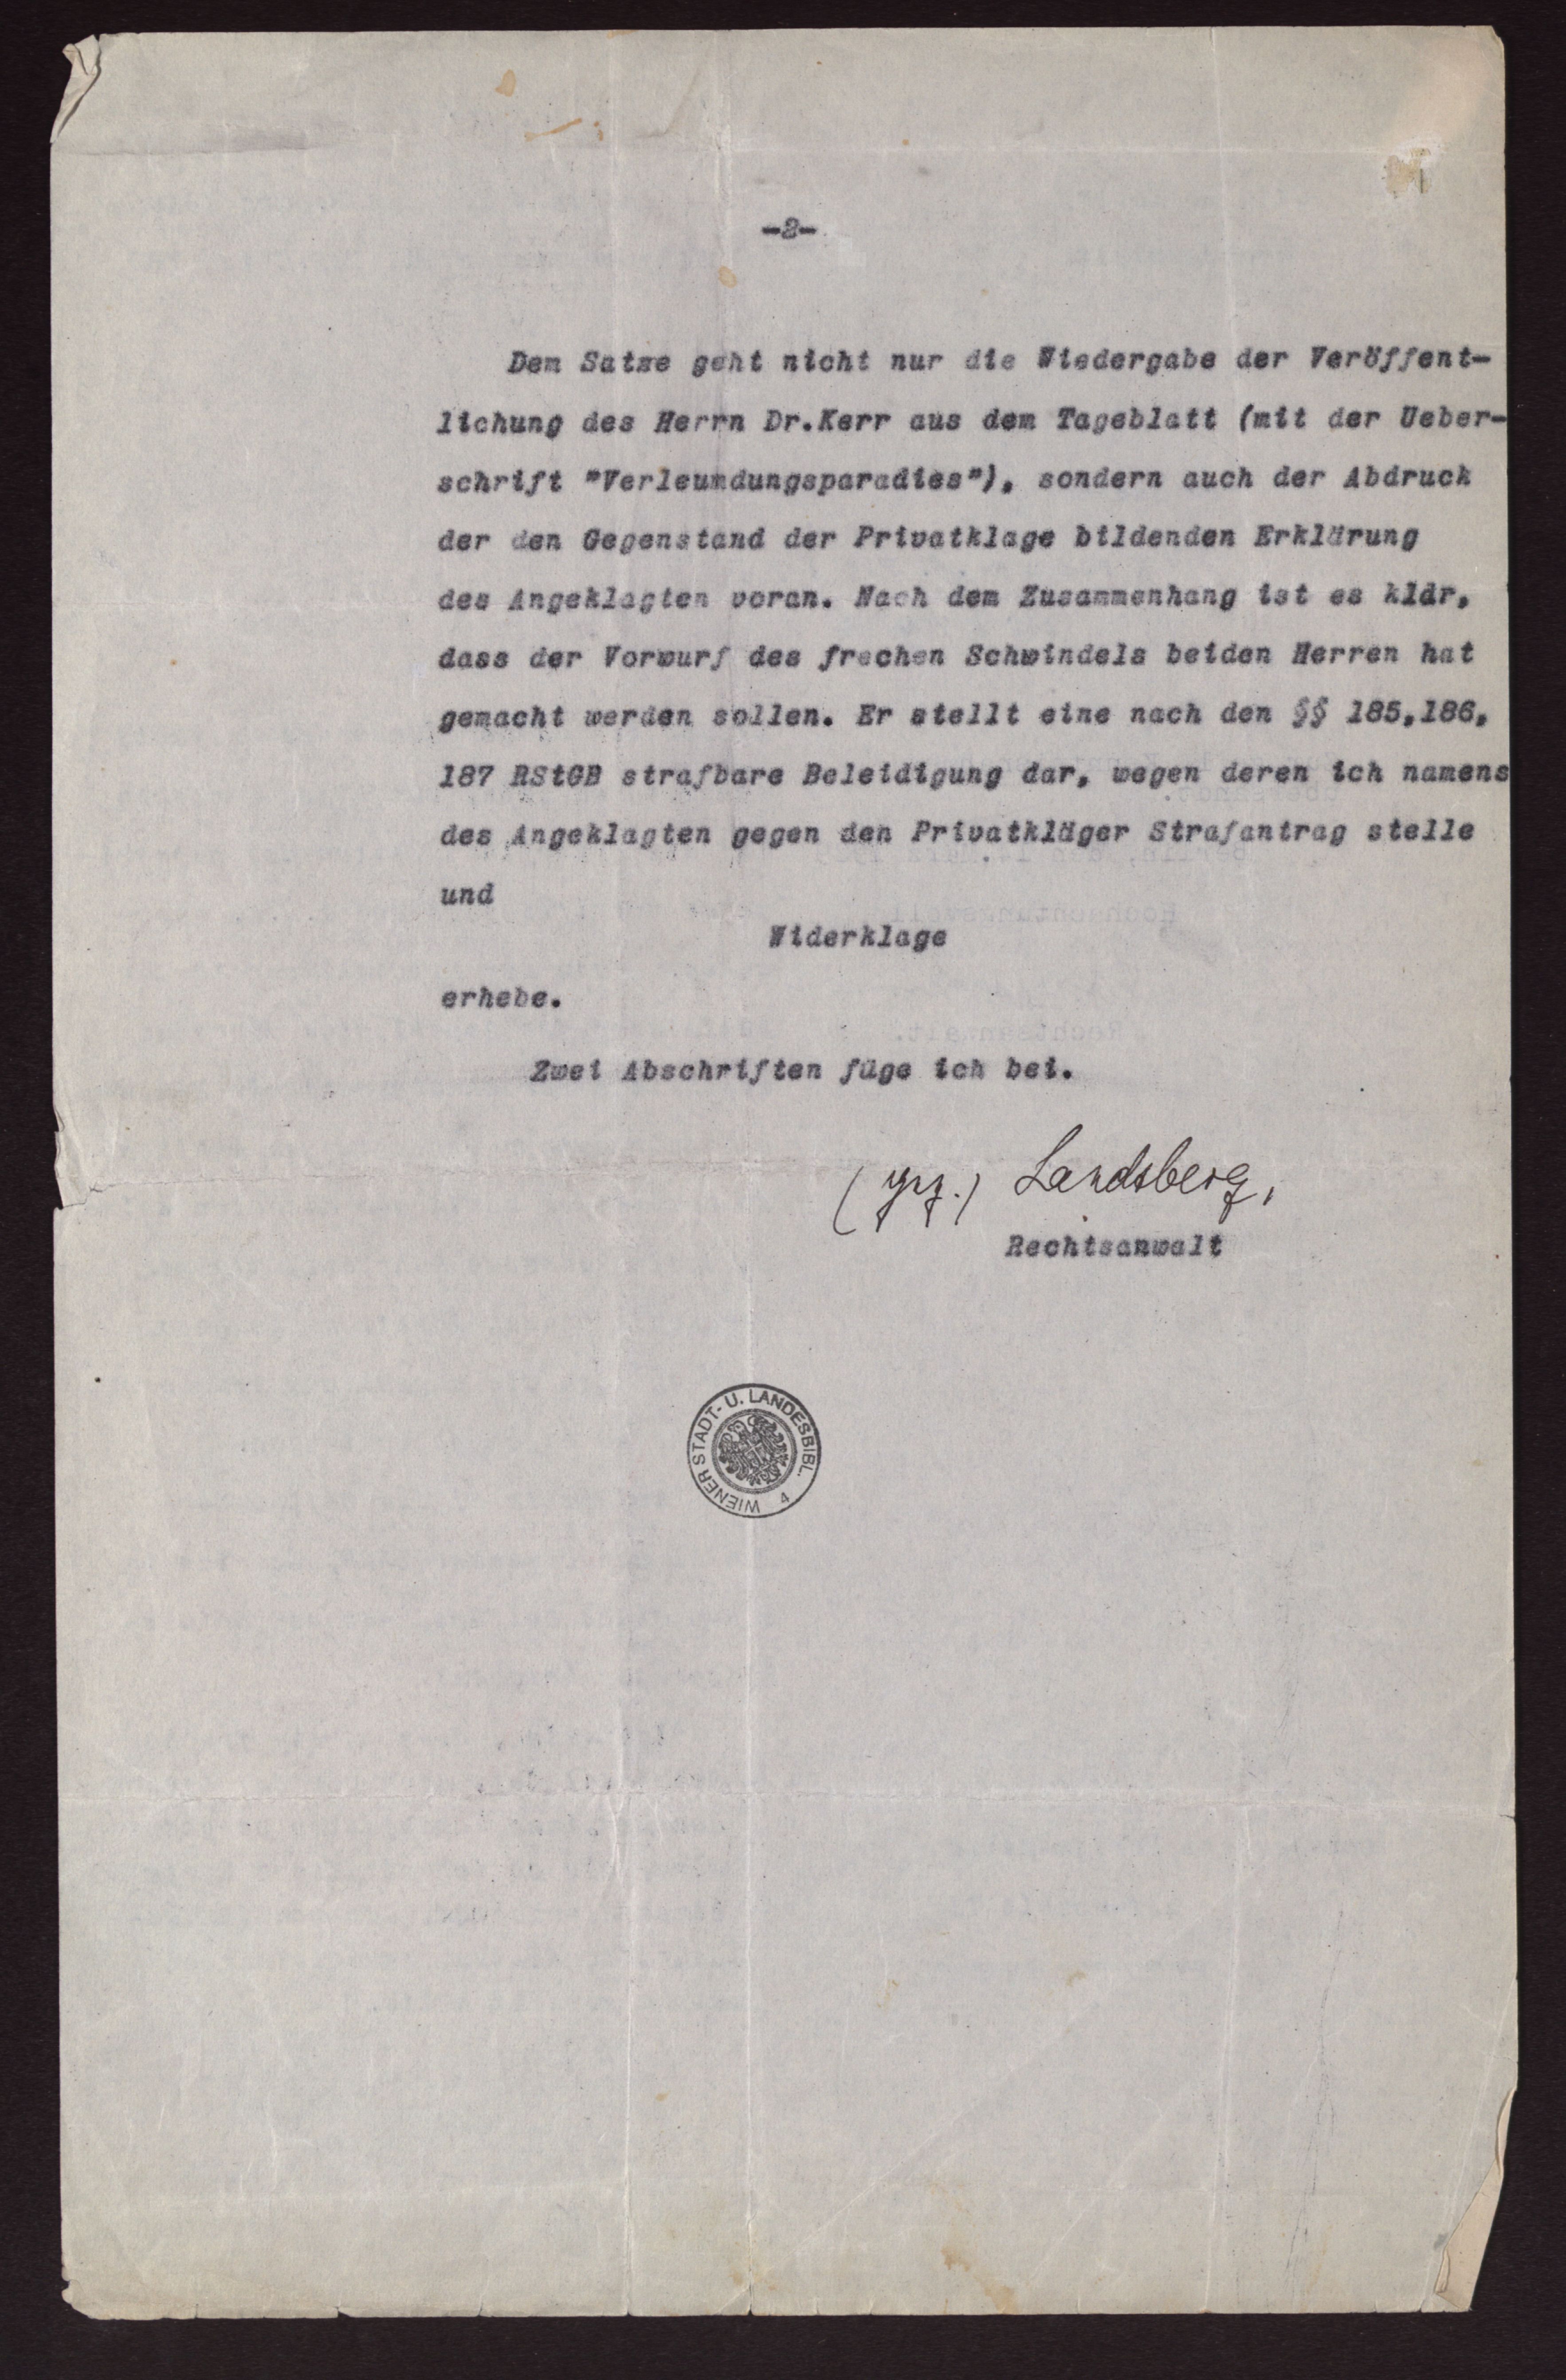 -2-
Dem Satze geht nicht nur die Wiedergabe der Veröffent-
lichung des Herrn Dr.Kerr aus dem Tageblatt (mit der Ueber-
schrift "Verleumdungsparadies"), sondern auch der Abdruck
der den Gegenstand der Privatklage bildenden Erklärung
des Angeklagten voran. Nach dem Zusammenhang ist es klar,
dass der Vorwurf des frechen Schwindels beiden Herren hat
gemacht werden sollen. Er stellt eine nach den §§ 185,186,
187 RStGB strafbare Beleidigung dar, wegen deren ich namens
des Angeklagten gegen den Privatkläger Strafantrag stelle
und
Widerklage
erhebe.
Zwei Abschriften füge ich bei.
(gez.) Landsberg,
Rechtsanwalt
WIENER STADT- U. LANDESBIBL. 4